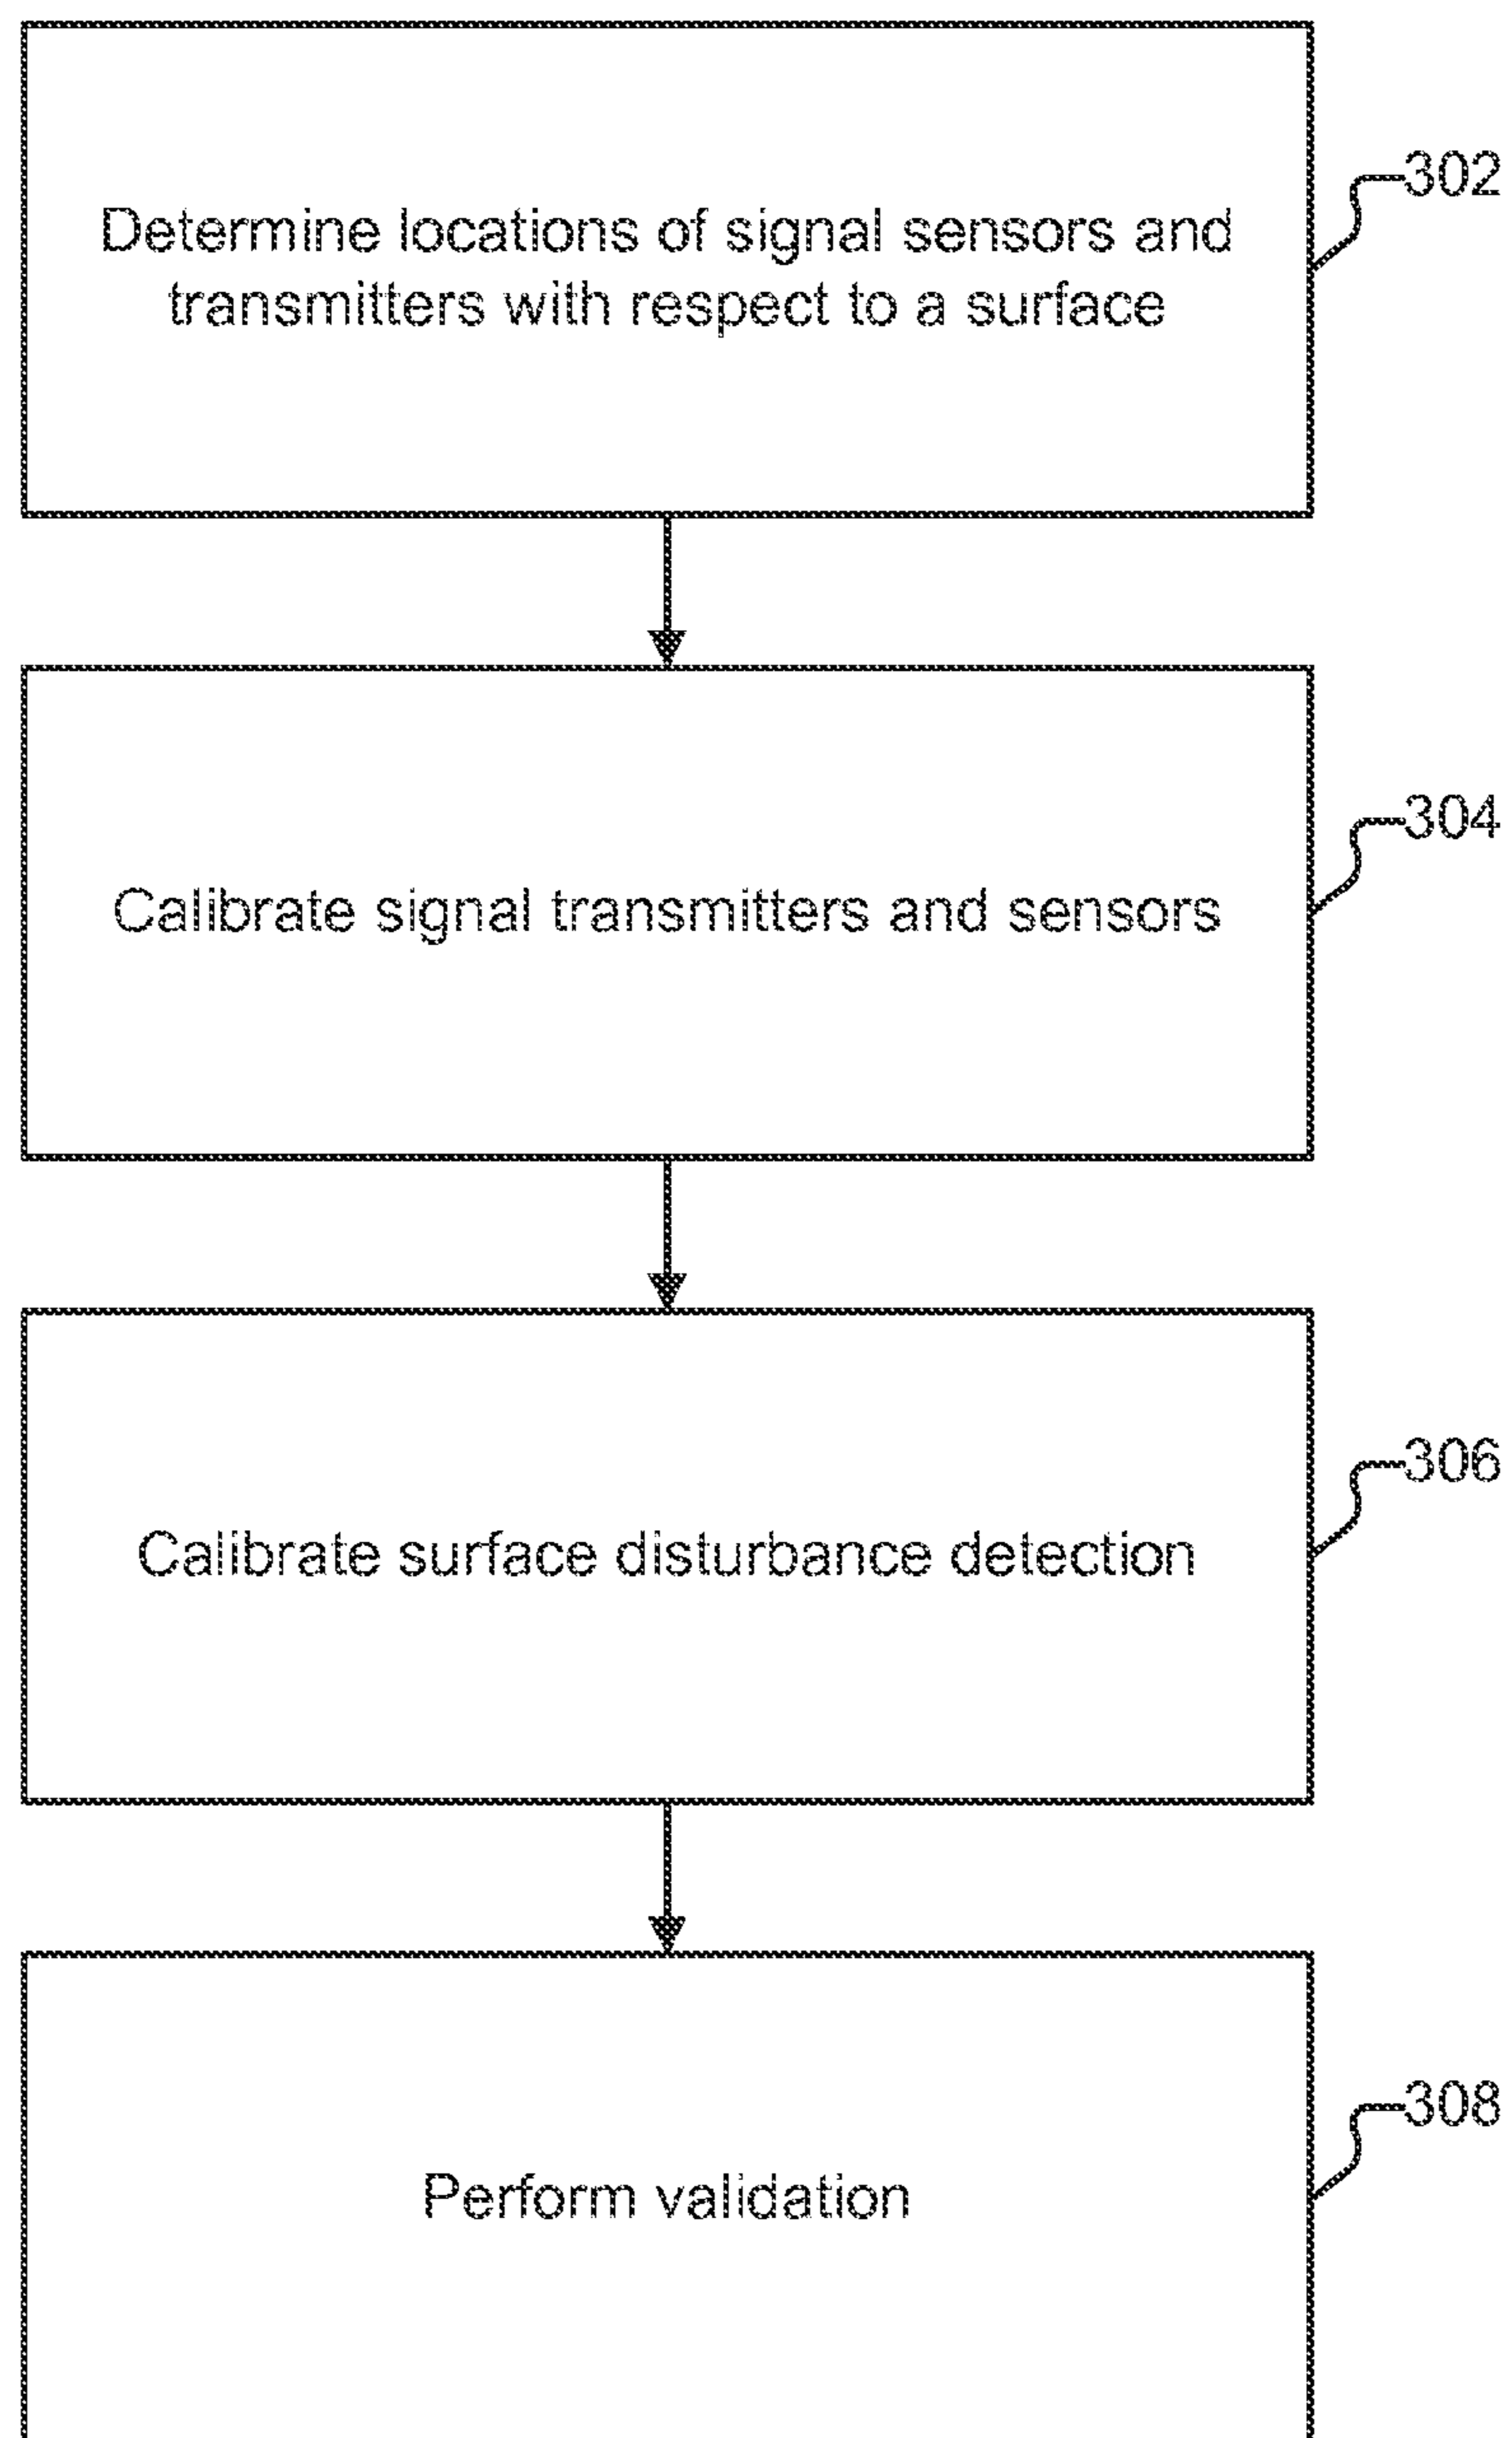 Determine locations of signal sensors and
transmitters with respect to a surface
302
Calibrate signal transmitters and sensors
304
Calibrate surface disturbance detection
306
Perform validation
308